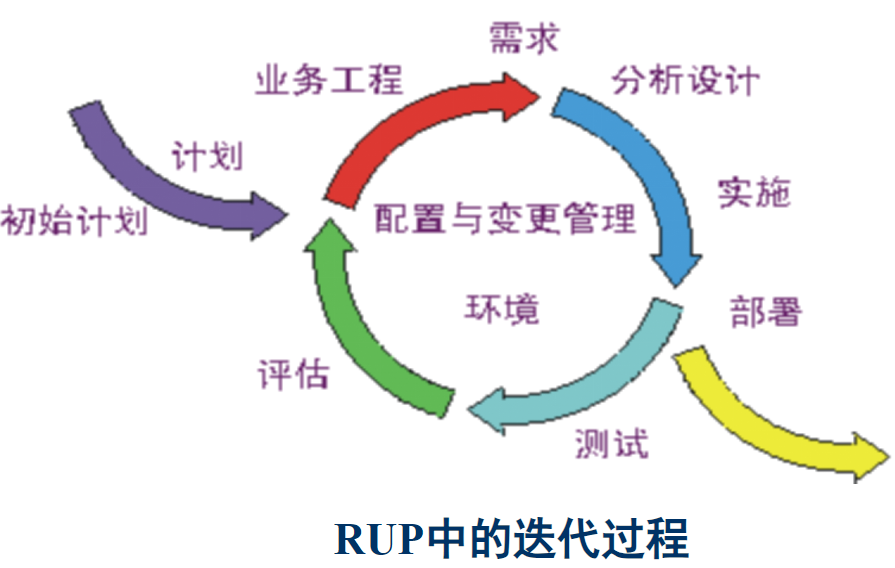 需求
业务工程
分析设计
计划
初始计划
实施
配置与变更管理
环境
部署
评估
测试
RUP中的迭代过程